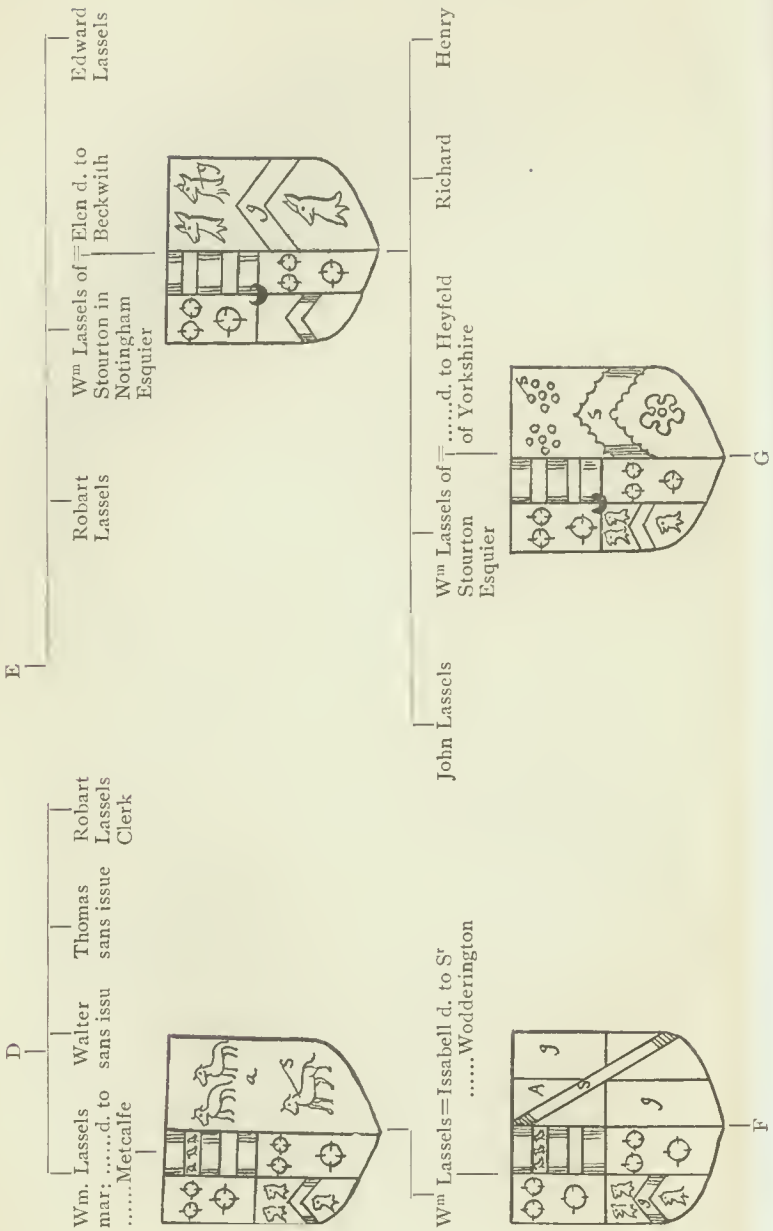 D
Wm. Lassels
mar: ......d. to
......Metcalfe
Walter
sans issu
Thomas
sans issue
Robart
Lassels
Clerk
a
s
Wᵐ Lassels=Issabell d. to Sʳ
......Wodderington
g
A
g
S
g
F
E
Robart
Lassels
Wᵐ Lassels of=Elen d. to
Stourton in Beckwith
Notingham
Esquier
Edward
Lassels
g
g
John Lassels
Wᵐ Lassels of=......d. to Heyfeld
Stourton of Yorkshire
Esquier
Richard
Henry
s
s
G